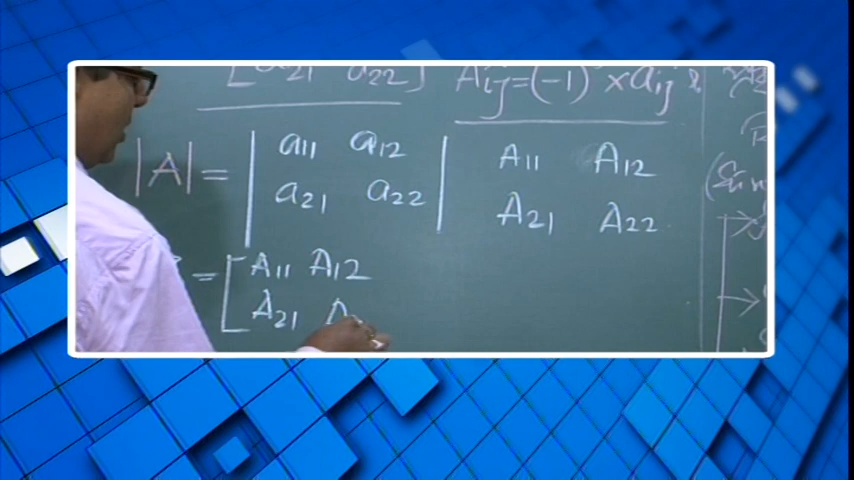 [a21 a22] Aij=(-1) × aij
|A| = | a11 a12 | A11 A12
| a21 a22 | A21 A22
= [ A11 A12
A21